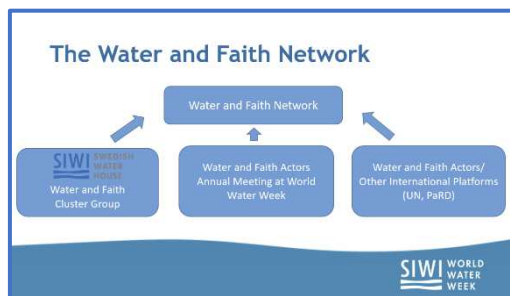 The Water and Faith Network
Water and Faith Network
SIWI SWEDISH
WATER
HOUSE
Water and Faith
Cluster Group
Water and Faith Actors
Annual Meeting at World
Water Week
Water and Faith Actors/
Other International Platforms
(UN, PaRD)
SIWI WORLD
WATER
WEEK